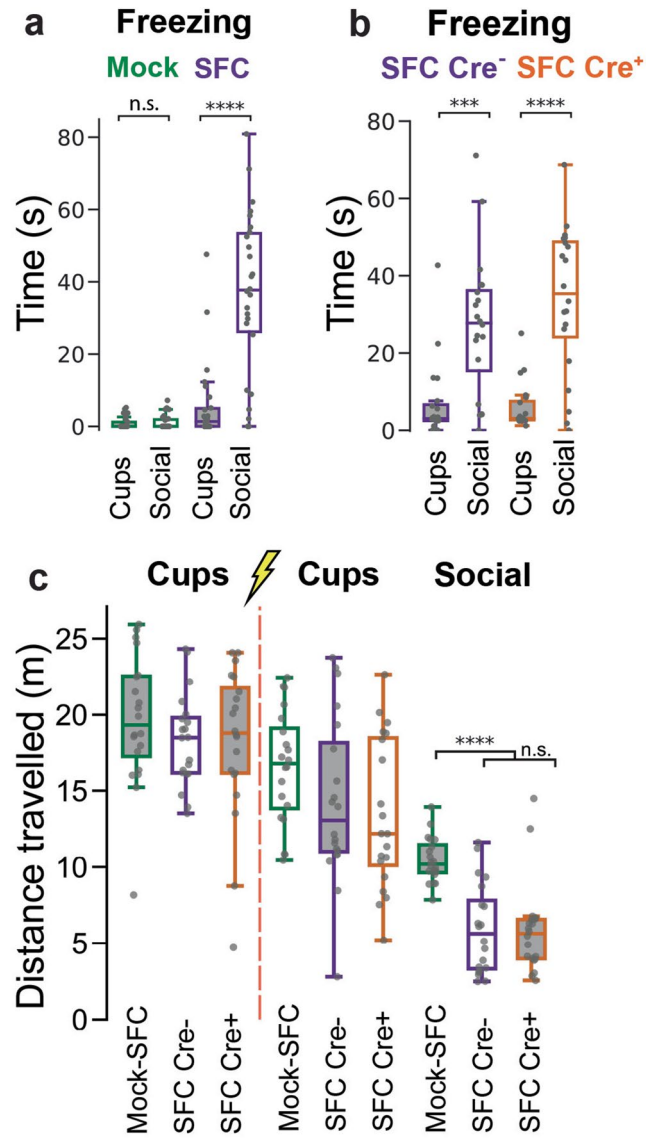 a
Freezing
Mock SFC
n.s.
****
80
60
40
20
0
Time (s)
Cups
Social
Cups
Social
b
Freezing
SFC Cre⁻ SFC Cre⁺
***
****
80
60
40
20
0
Time (s)
Cups
Social
Cups
Social
c
Cups
Cups
Social
25
20
15
10
5
0
Distance travelled (m)
****
n.s.
Mock-SFC
SFC Cre-
SFC Cre+
Mock-SFC
SFC Cre-
SFC Cre+
Mock-SFC
SFC Cre-
SFC Cre+